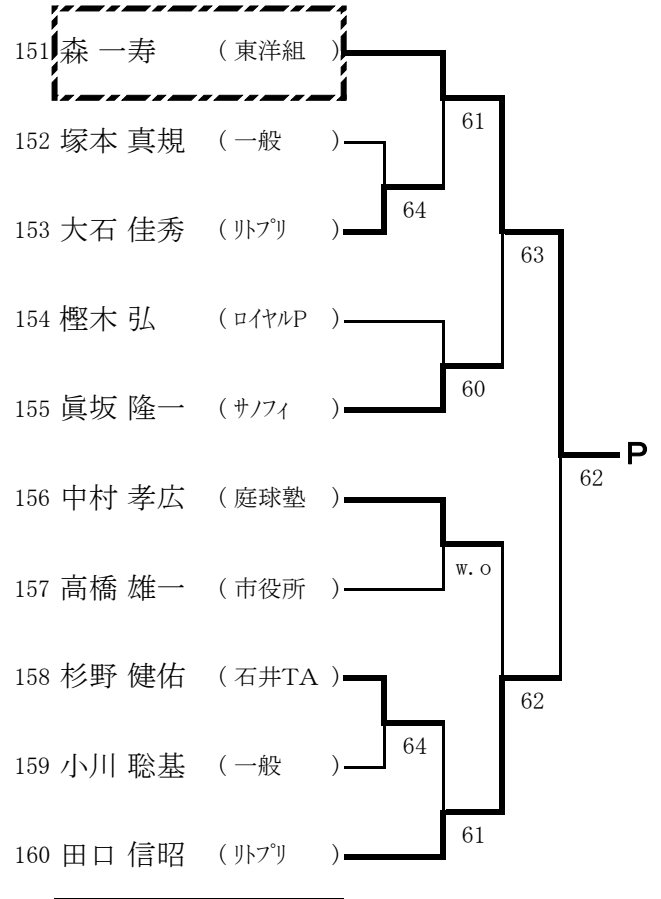 151 森 一寿 ( 東洋組 )
61
152 塚本 真規 ( 一般 )
64
153 大石 佳秀 ( ﾘﾄﾌﾟﾘ )
63
154 樫木 弘 ( ﾛｲﾔﾙP )
60
155 眞坂 隆一 ( ｻﾉﾌｨ )
P
62
156 中村 孝広 ( 庭球塾 )
w.o
157 高橋 雄一 ( 市役所 )
158 杉野 健佑 ( 石井TA )
62
64
159 小川 聡基 ( 一般 )
61
160 田口 信昭 ( ﾘﾄﾌﾟﾘ )